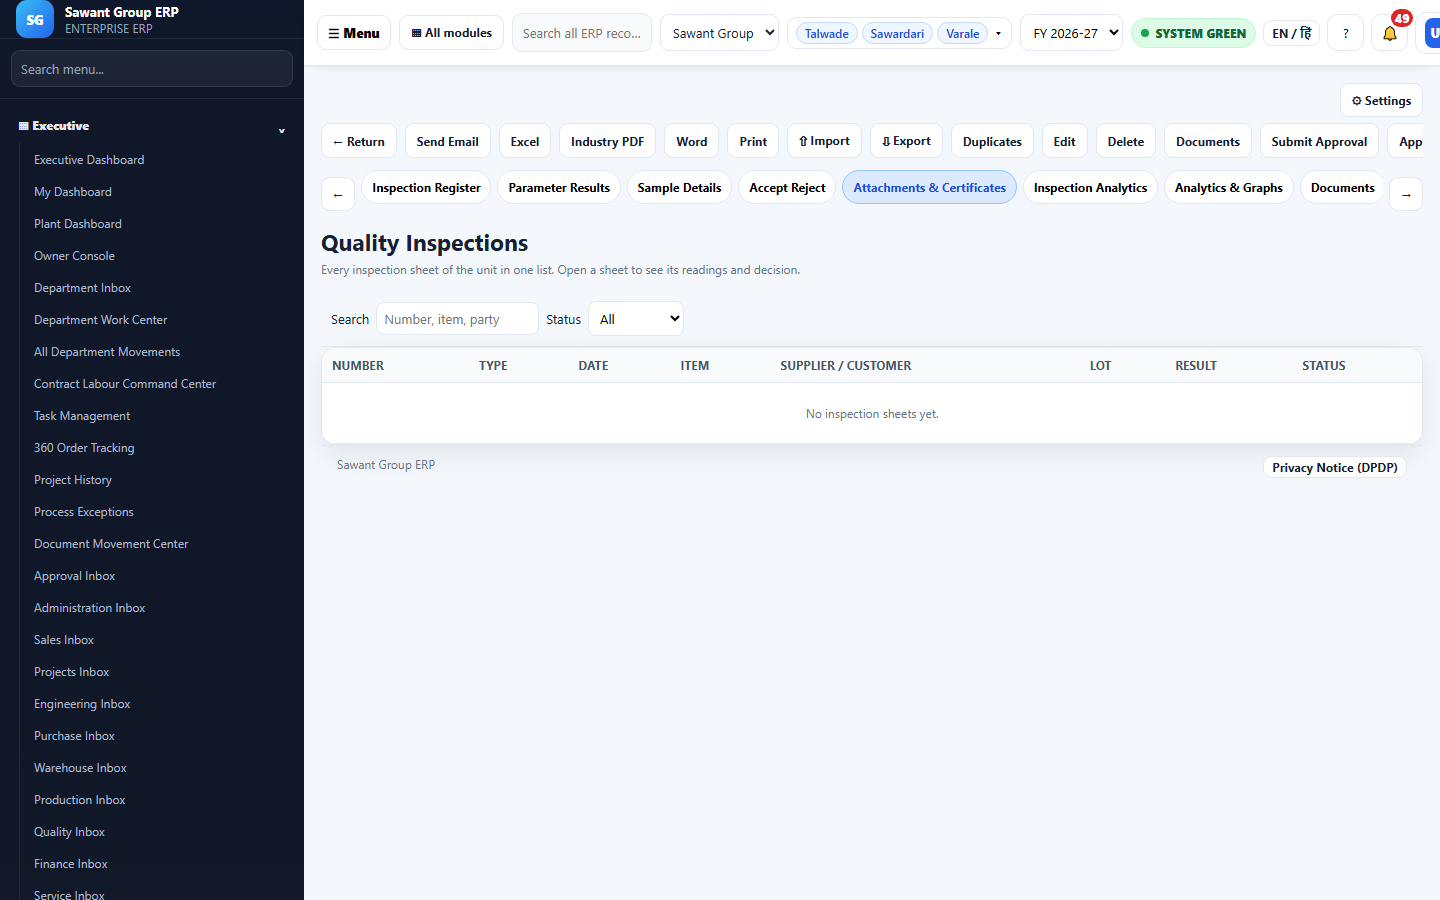 SG
Sawant Group ERP
ENTERPRISE ERP
☰ Menu
All modules
Search all ERP reco...
Sawant Group
Talwade
Sawardari
Varale
FY 2026-27
SYSTEM GREEN
EN / हिं
?
49
U
Search menu...
Executive
Executive Dashboard
My Dashboard
Plant Dashboard
Owner Console
Department Inbox
Department Work Center
All Department Movements
Contract Labour Command Center
Task Management
360 Order Tracking
Project History
Process Exceptions
Document Movement Center
Approval Inbox
Administration Inbox
Sales Inbox
Projects Inbox
Engineering Inbox
Purchase Inbox
Warehouse Inbox
Production Inbox
Quality Inbox
Finance Inbox
Service Inbox
⚙ Settings
← Return
Send Email
Excel
Industry PDF
Word
Print
⇧ Import
⇩ Export
Duplicates
Edit
Delete
Documents
Submit Approval
App
←
Inspection Register
Parameter Results
Sample Details
Accept Reject
Attachments & Certificates
Inspection Analytics
Analytics & Graphs
Documents
→
Quality Inspections
Every inspection sheet of the unit in one list. Open a sheet to see its readings and decision.
Search
Number, item, party
Status
All
NUMBER TYPE DATE ITEM SUPPLIER / CUSTOMER LOT RESULT STATUS
No inspection sheets yet.
Sawant Group ERP
Privacy Notice (DPDP)